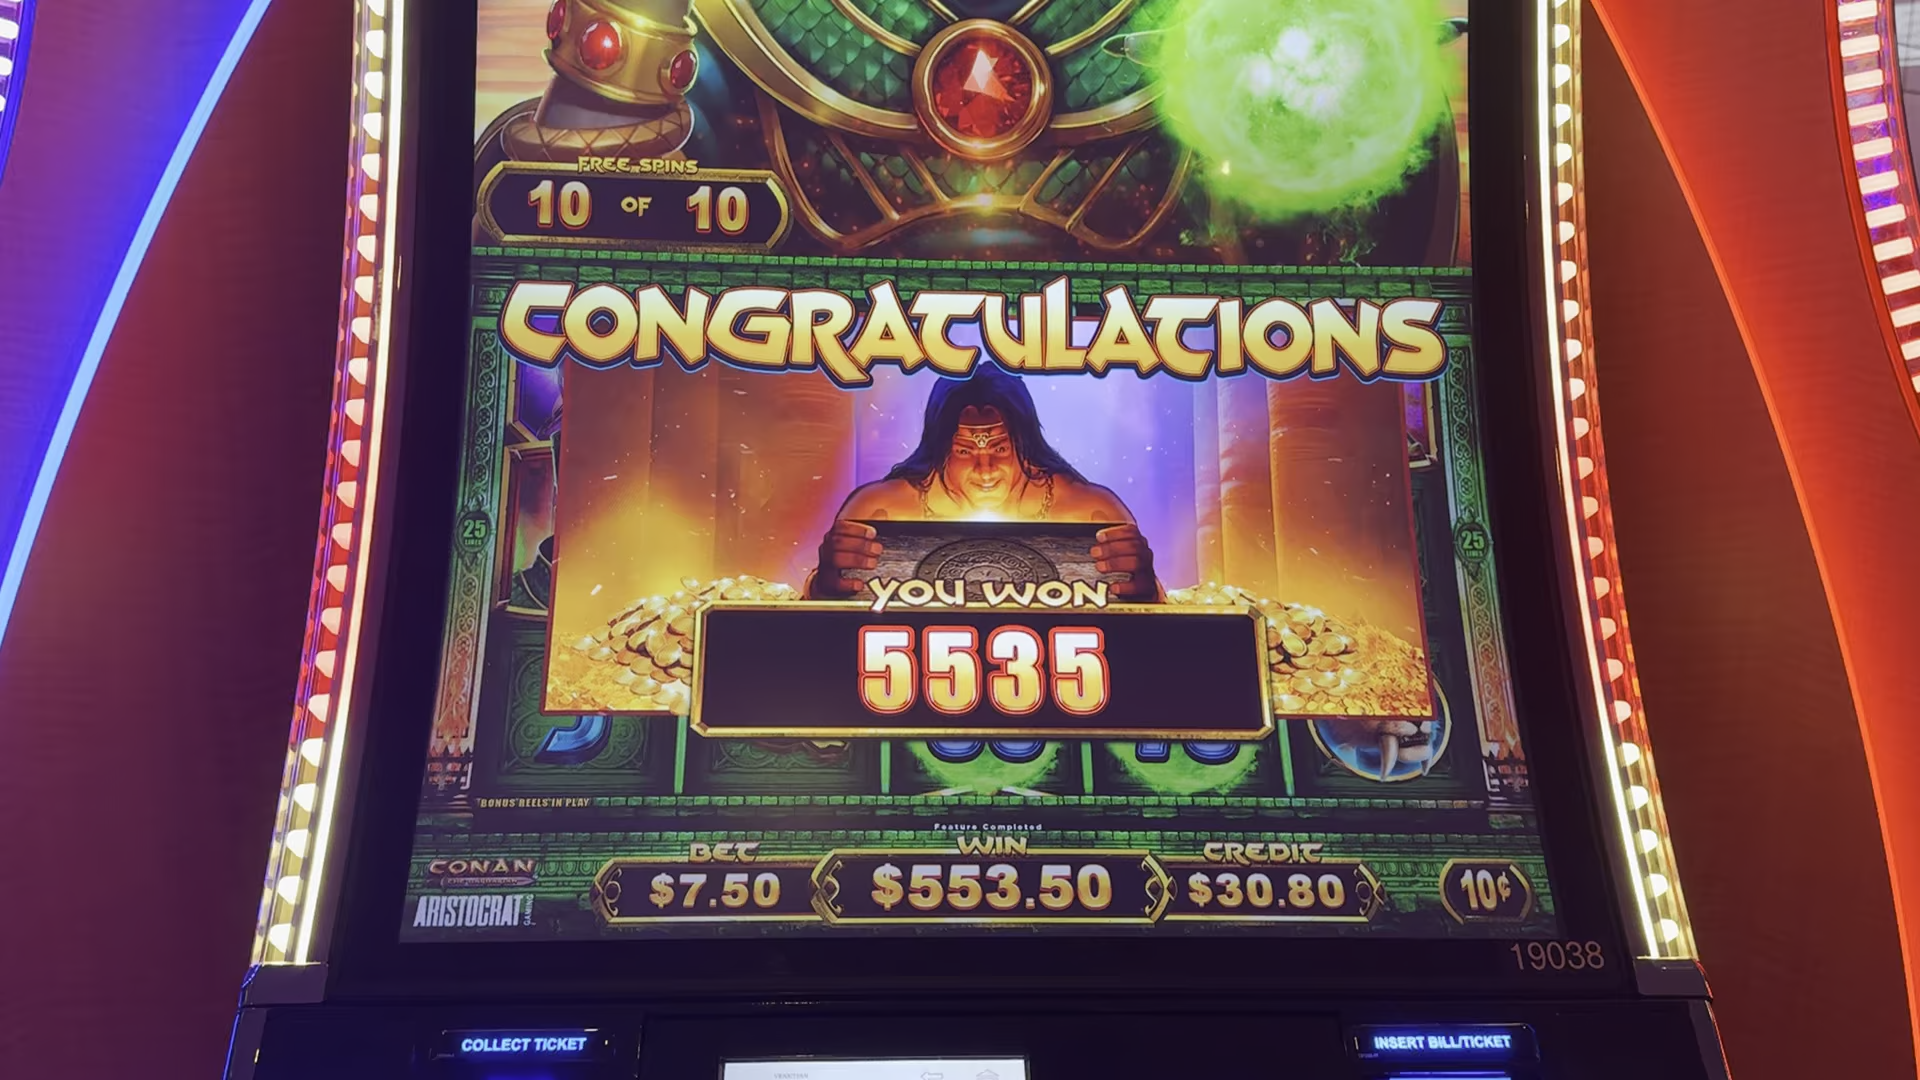 FREE SPINS
10 OF 10
CONGRATULATIONS
25
LINES
25
LINES
YOU WON
5535
BONUS REELS IN PLAY
Feature Completed
BET
WIN
CREDIT
CONAN
$7.50
$553.50
$30.80
10¢
ARISTOCRAT
GAMING
19038
COLLECT TICKET
INSERT BILL/TICKET